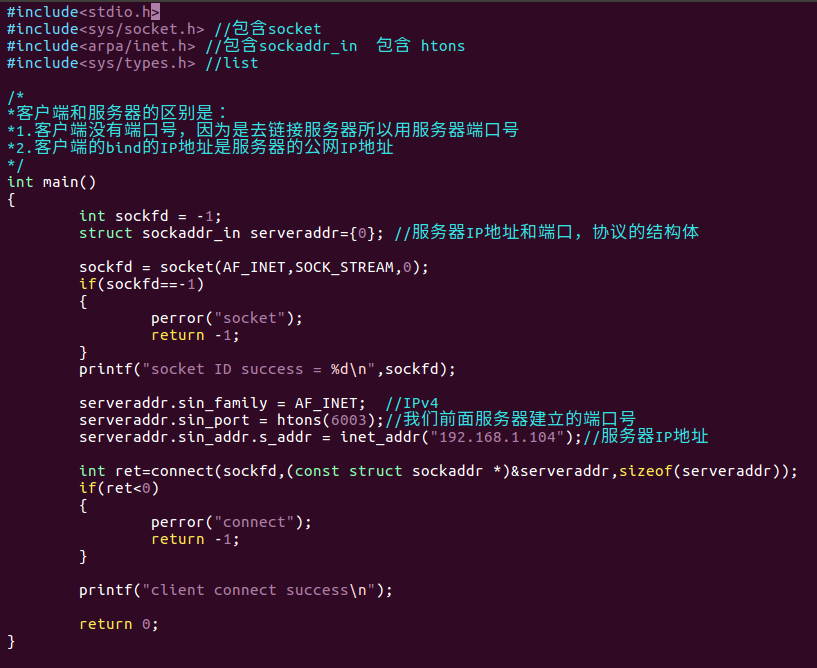 #include<stdio.h>
#include<sys/socket.h> //包含socket
#include<arpa/inet.h> //包含sockaddr_in  包含 htons
#include<sys/types.h> //list
/*
*客户端和服务器的区别是：
*1.客户端没有端口号，因为是去链接服务器所以用服务器端口号
*2.客户端的bind的IP地址是服务器的公网IP地址
*/
int main()
{
        int sockfd = -1;
        struct sockaddr_in serveraddr={0}; //服务器IP地址和端口，协议的结构体
        sockfd = socket(AF_INET,SOCK_STREAM,0);
        if(sockfd==-1)
        {
                perror("socket");
                return -1;
        }
        printf("socket ID success = %d\n",sockfd);
        serveraddr.sin_family = AF_INET;  //IPv4
        serveraddr.sin_port = htons(6003);//我们前面服务器建立的端口号
        serveraddr.sin_addr.s_addr = inet_addr("192.168.1.104");//服务器IP地址
        int ret=connect(sockfd,(const struct sockaddr *)&serveraddr,sizeof(serveraddr));
        if(ret<0)
        {
                perror("connect");
                return -1;
        }
        printf("client connect success\n");
        return 0;
}